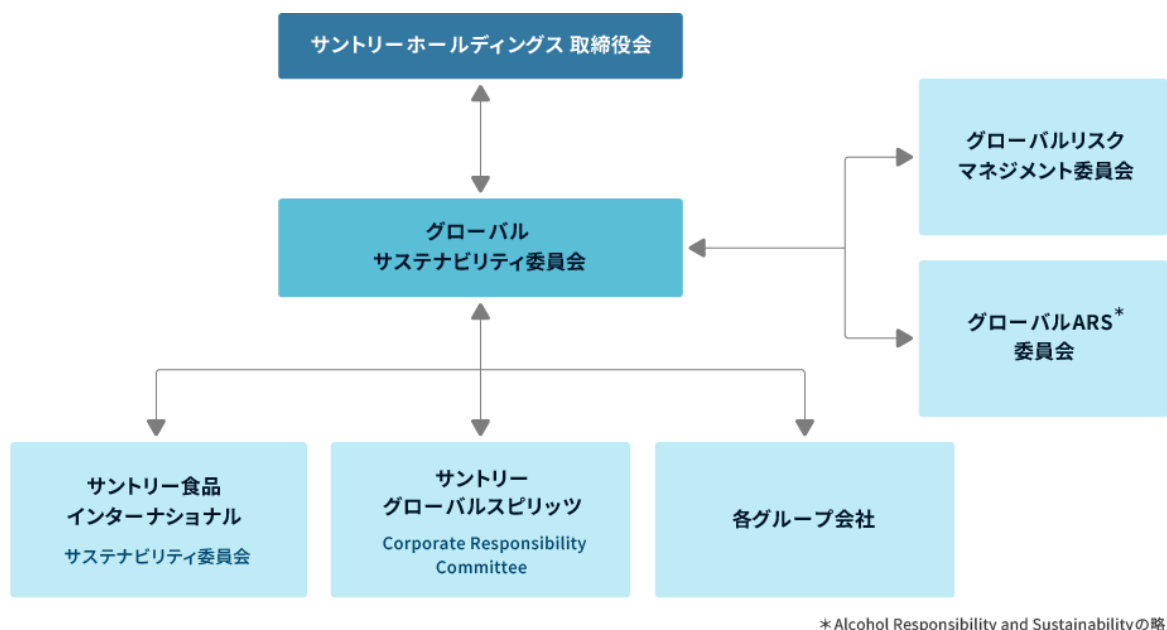 サントリーホールディングス 取締役会
グローバルリスク
マネジメント委員会
グローバル
サステナビリティ委員会
グローバルARS*
委員会
サントリー食品
インターナショナル
サステナビリティ委員会
サントリー
グローバルスピリッツ
Corporate Responsibility
Committee
各グループ会社
*Alcohol Responsibility and Sustainabilityの略